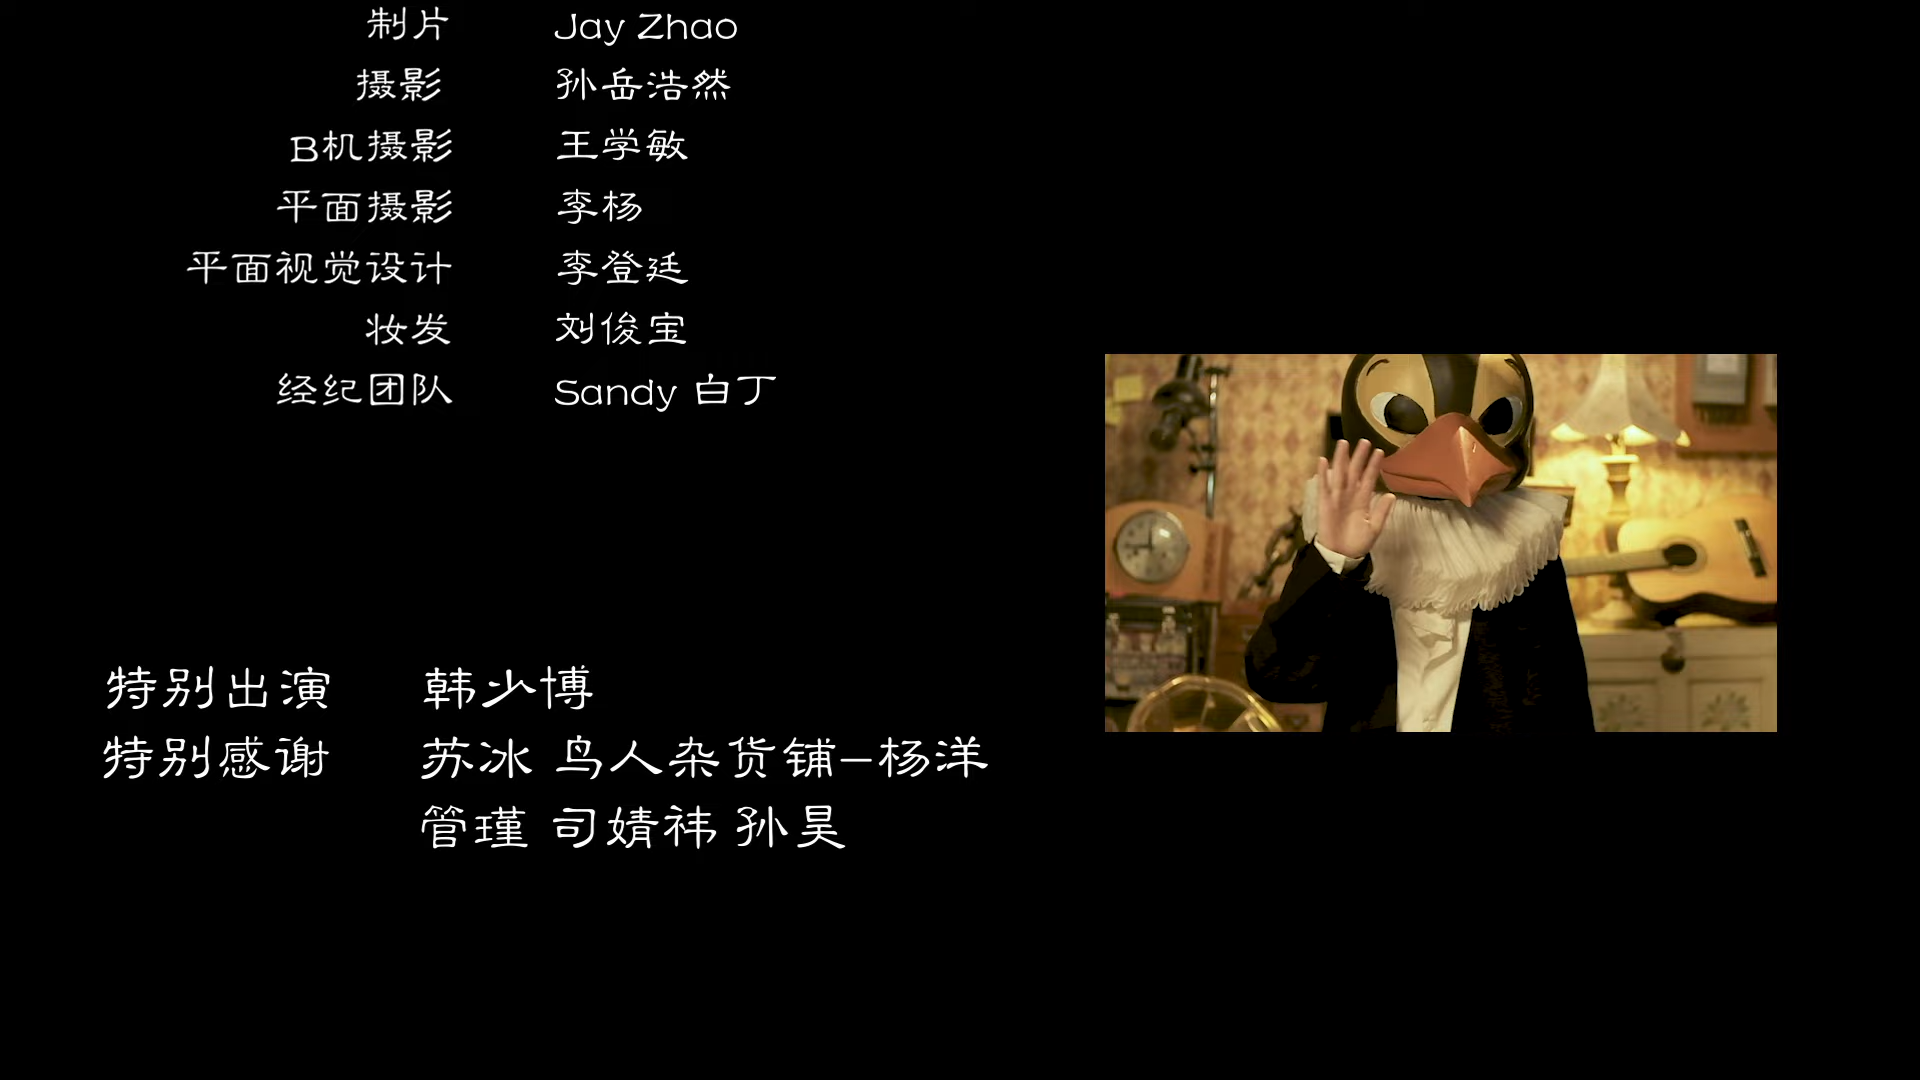 制片 Jay Zhao
摄影 孙岳浩然
B机摄影 王学敏
平面摄影 李杨
平面视觉设计 李登廷
妆发 刘俊宝
经纪团队 Sandy 白丁
特别出演 韩少博
特别感谢 苏冰 鸟人杂货铺-杨洋
管瑾 司婧祎 孙昊